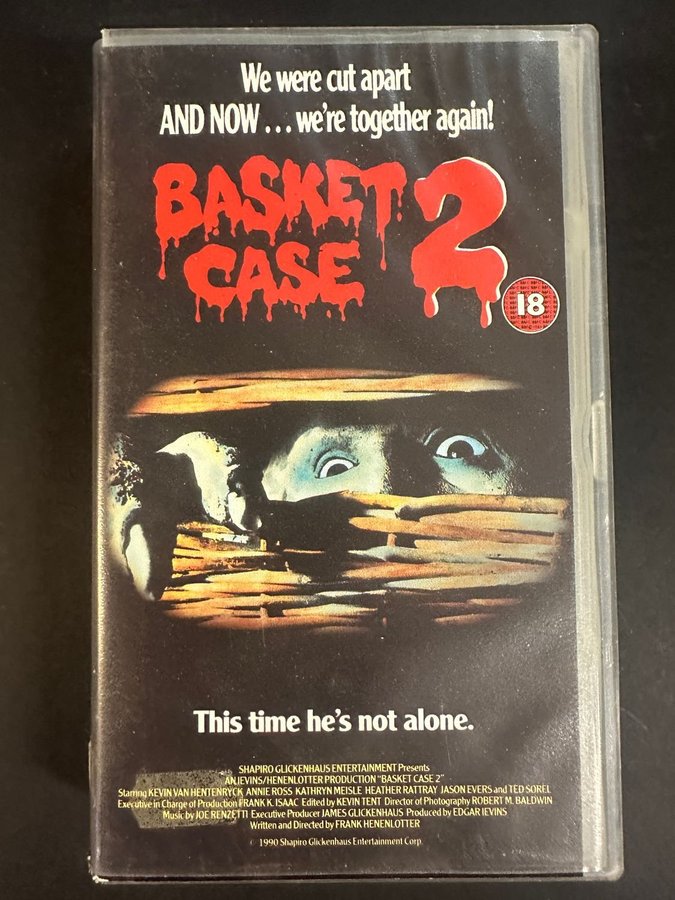 We were cut apart
AND NOW . . . we're together again!
BASKET
CASE 2
18
This time he's not alone.
SHAPIRO GLICKENHAUS ENTERTAINMENT Presents
AN IEVINS/HENENLOTTER PRODUCTION "BASKET CASE 2"
Starring KEVIN VAN HENTENRYCK ANNIE ROSS KATHRYN MEISLE HEATHER RATTRAY JASON EVERS and TED SOREL
Executive in Charge of Production FRANK K. ISAAC Edited by KEVIN TENT Director of Photography ROBERT M. BALDWIN
Music by JOE RENZETTI Executive Producer JAMES GLICKENHAUS Produced by EDGAR IEVINS
Written and Directed by FRANK HENENLOTTER
© 1990 Shapiro Glickenhaus Entertainment Corp.